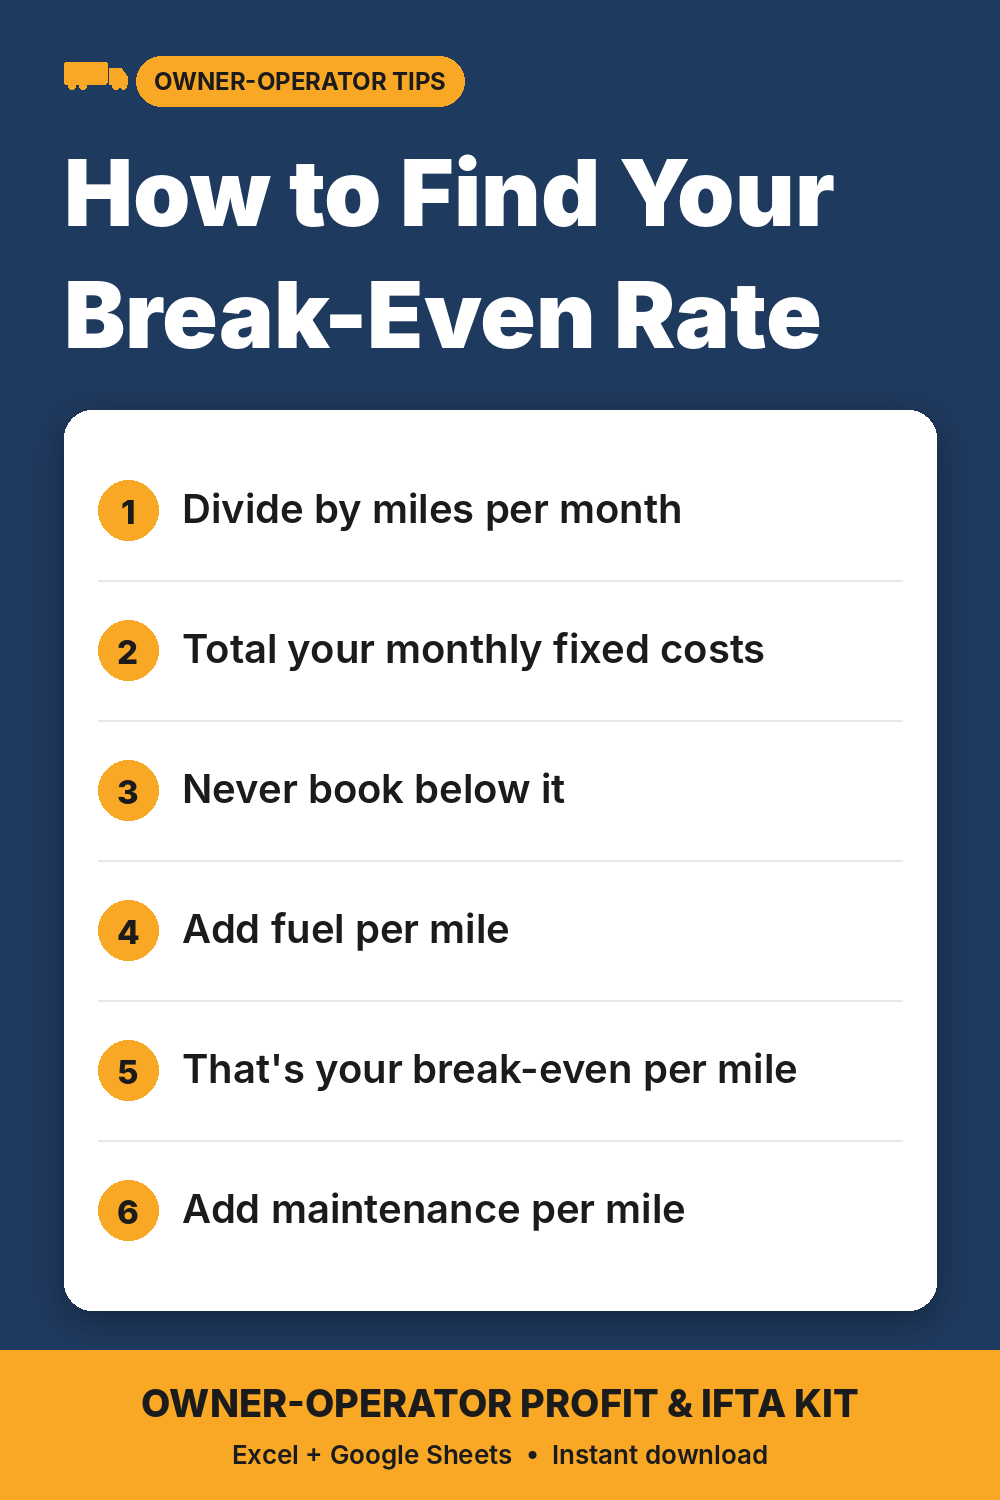 OWNER-OPERATOR TIPS
How to Find Your
Break-Even Rate
1 Divide by miles per month
2 Total your monthly fixed costs
3 Never book below it
4 Add fuel per mile
5 That's your break-even per mile
6 Add maintenance per mile
OWNER-OPERATOR PROFIT & IFTA KIT
Excel + Google Sheets • Instant download